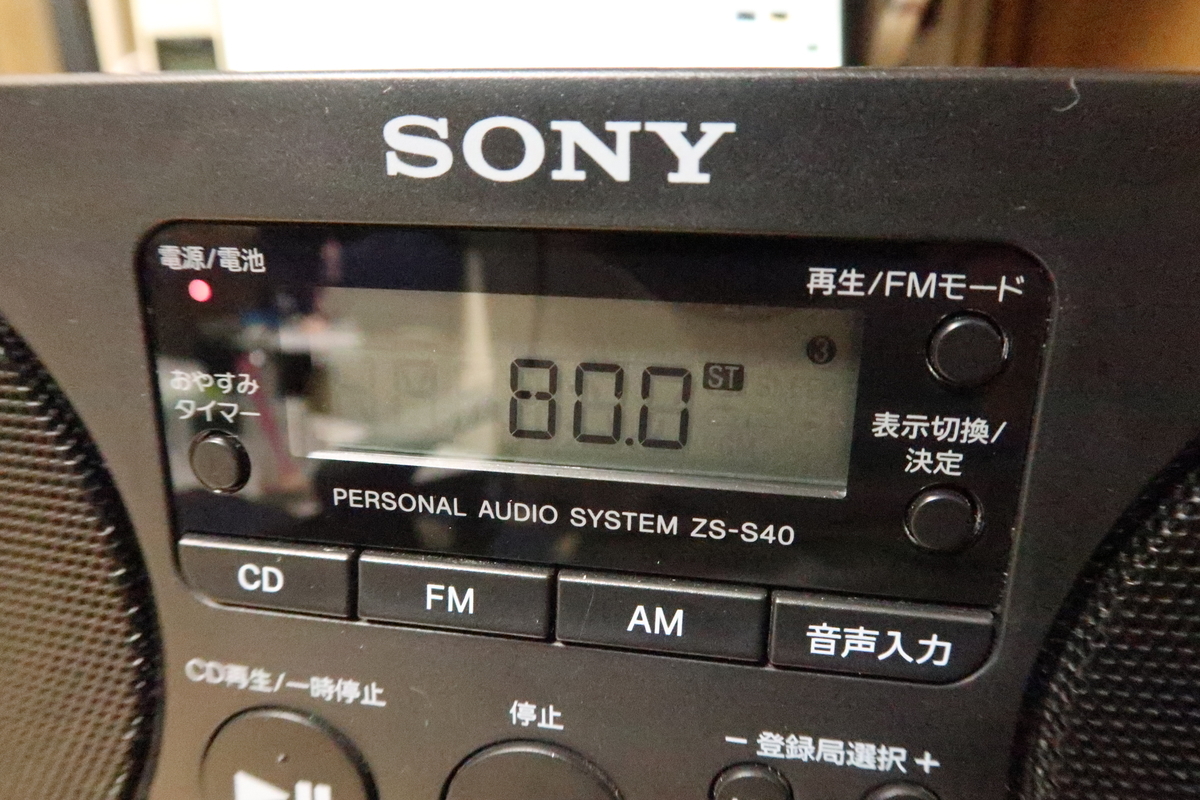 SONY
電源/電池
再生/FMモード
3
80.0 ST
おやすみ
タイマー
表示切換/
決定
PERSONAL AUDIO SYSTEM ZS-S40
CD
FM
AM
音声入力
CD再生/一時停止
停止
− 登録局選択 +